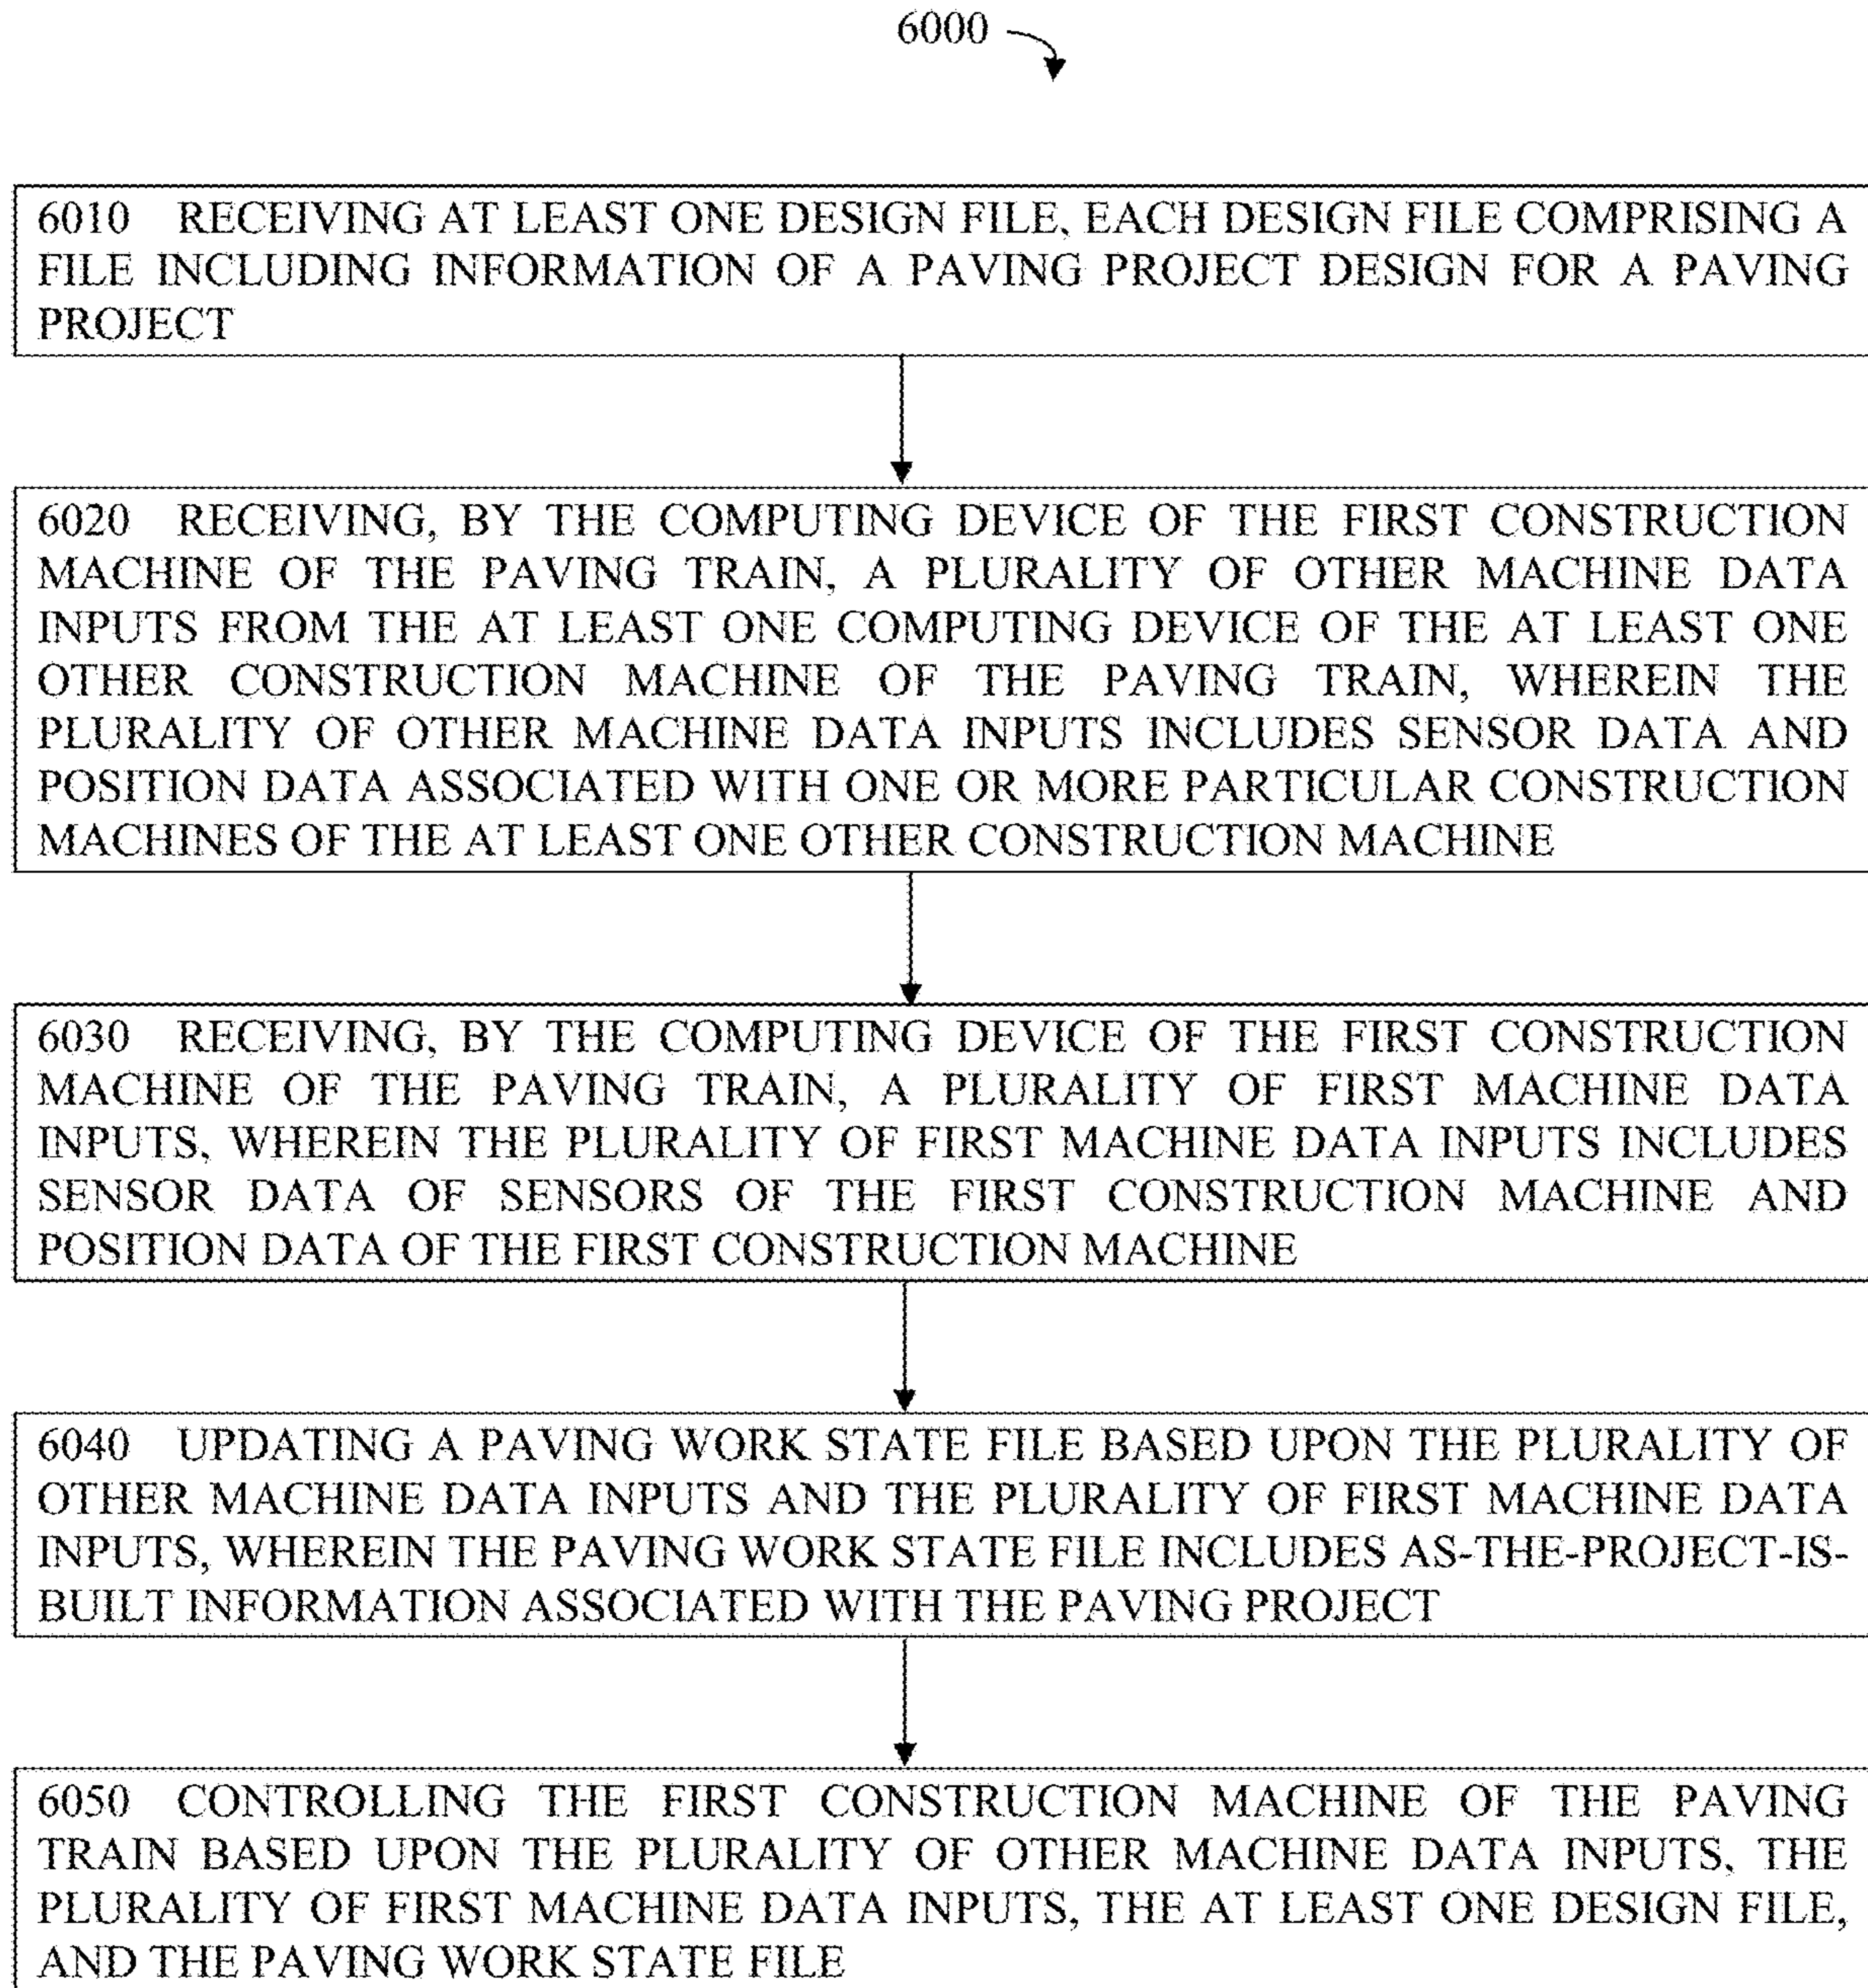 6000
6010 RECEIVING AT LEAST ONE DESIGN FILE, EACH DESIGN FILE COMPRISING A
FILE INCLUDING INFORMATION OF A PAVING PROJECT DESIGN FOR A PAVING
PROJECT
6020 RECEIVING, BY THE COMPUTING DEVICE OF THE FIRST CONSTRUCTION
MACHINE OF THE PAVING TRAIN, A PLURALITY OF OTHER MACHINE DATA
INPUTS FROM THE AT LEAST ONE COMPUTING DEVICE OF THE AT LEAST ONE
OTHER CONSTRUCTION MACHINE OF THE PAVING TRAIN, WHEREIN THE
PLURALITY OF OTHER MACHINE DATA INPUTS INCLUDES SENSOR DATA AND
POSITION DATA ASSOCIATED WITH ONE OR MORE PARTICULAR CONSTRUCTION
MACHINES OF THE AT LEAST ONE OTHER CONSTRUCTION MACHINE
6030 RECEIVING, BY THE COMPUTING DEVICE OF THE FIRST CONSTRUCTION
MACHINE OF THE PAVING TRAIN, A PLURALITY OF FIRST MACHINE DATA
INPUTS, WHEREIN THE PLURALITY OF FIRST MACHINE DATA INPUTS INCLUDES
SENSOR DATA OF SENSORS OF THE FIRST CONSTRUCTION MACHINE AND
POSITION DATA OF THE FIRST CONSTRUCTION MACHINE
6040 UPDATING A PAVING WORK STATE FILE BASED UPON THE PLURALITY OF
OTHER MACHINE DATA INPUTS AND THE PLURALITY OF FIRST MACHINE DATA
INPUTS, WHEREIN THE PAVING WORK STATE FILE INCLUDES AS-THE-PROJECT-IS-
BUILT INFORMATION ASSOCIATED WITH THE PAVING PROJECT
6050 CONTROLLING THE FIRST CONSTRUCTION MACHINE OF THE PAVING
TRAIN BASED UPON THE PLURALITY OF OTHER MACHINE DATA INPUTS, THE
PLURALITY OF FIRST MACHINE DATA INPUTS, THE AT LEAST ONE DESIGN FILE,
AND THE PAVING WORK STATE FILE